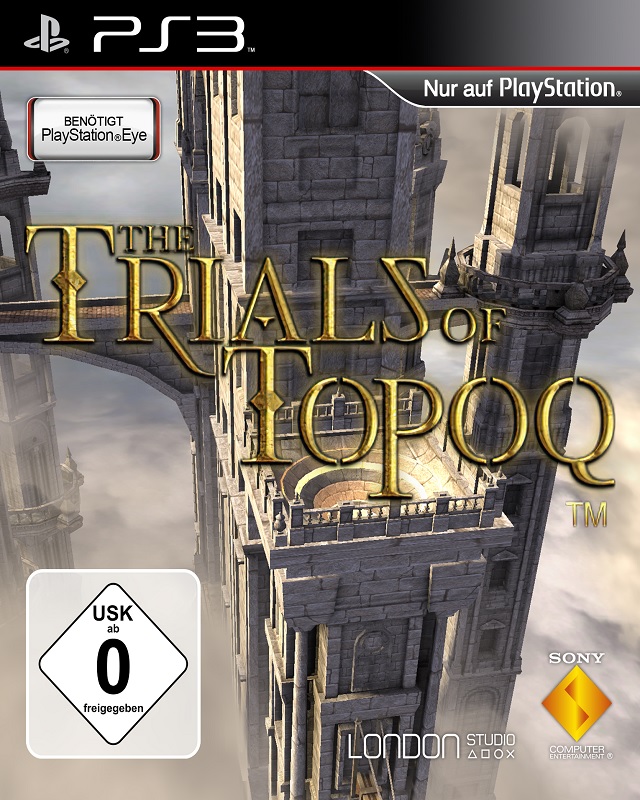 PS3™
Nur auf PlayStation®
BENÖTIGT
PlayStation®Eye
THE
TRIALS OF
TOPOQ
TM
USK
ab
0
freigegeben
LONDON STUDIO
SONY
COMPUTER
ENTERTAINMENT®